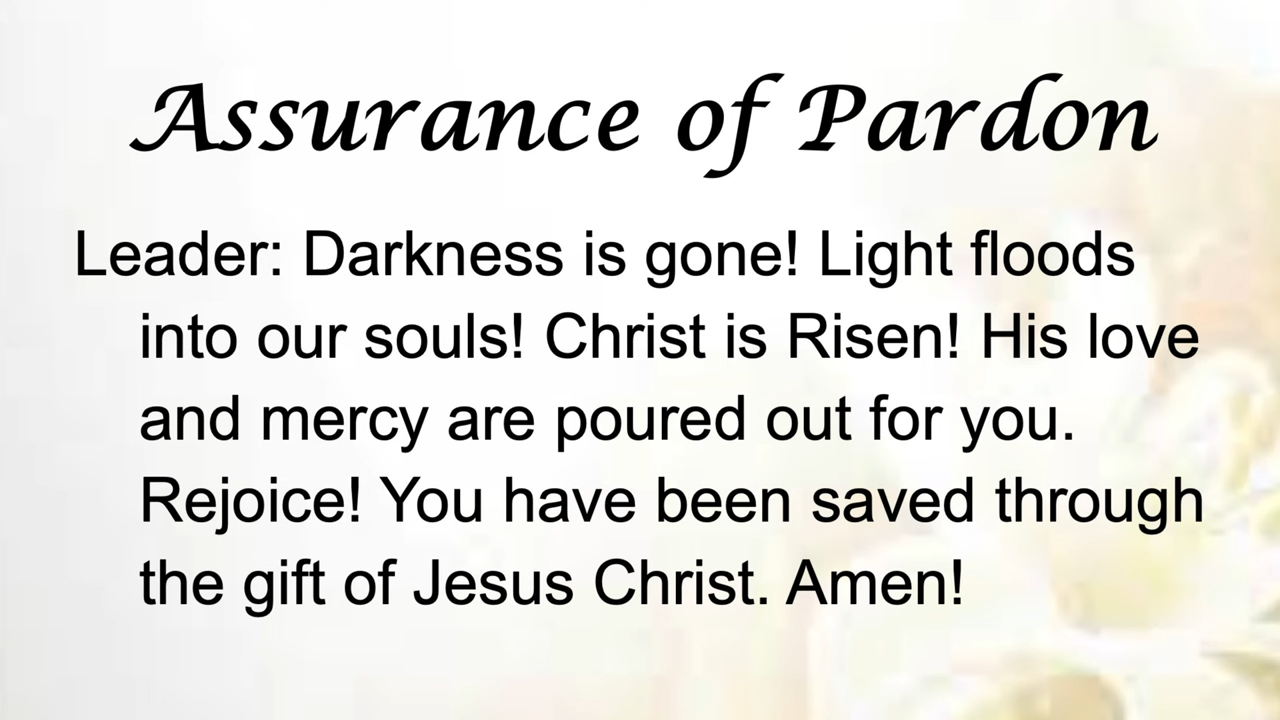 Assurance of Pardon
Leader: Darkness is gone! Light floods
into our souls! Christ is Risen! His love
and mercy are poured out for you.
Rejoice! You have been saved through
the gift of Jesus Christ. Amen!